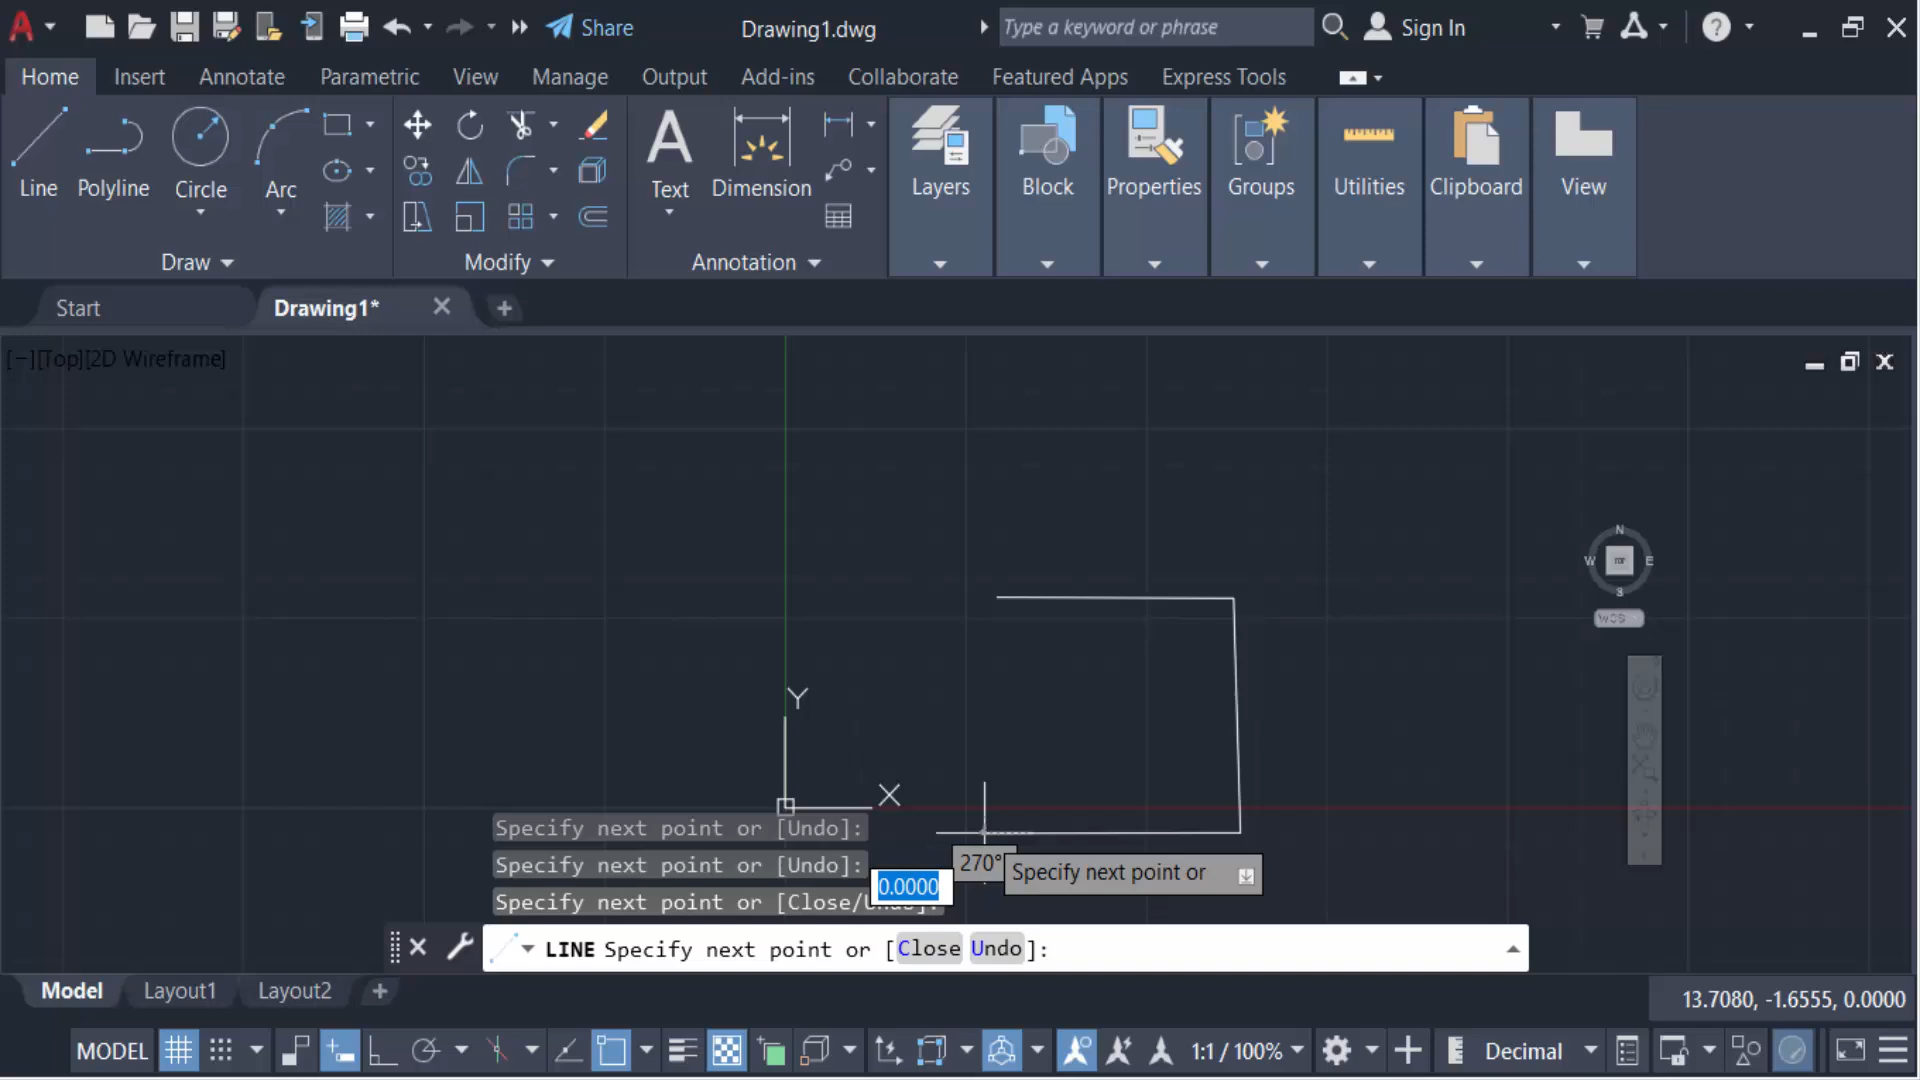 Share
Drawing1.dwg
Type a keyword or phrase
Sign In
Home Insert Annotate Parametric View Manage Output Add-ins Collaborate Featured Apps Express Tools
Line Polyline Circle Arc
Text Dimension
Layers Block Properties Groups Utilities Clipboard View
Draw Modify Annotation
Start Drawing1*
[−][Top][2D Wireframe]
N
W TOP E
S
WCS
Y
X
Specify next point or [Undo]:
Specify next point or [Undo]:
Specify next point or [Close/Undo]:
0.0000
270°
Specify next point or
LINE Specify next point or [Close Undo]:
Model Layout1 Layout2
13.7080, -1.6555, 0.0000
MODEL
1:1 / 100%
Decimal